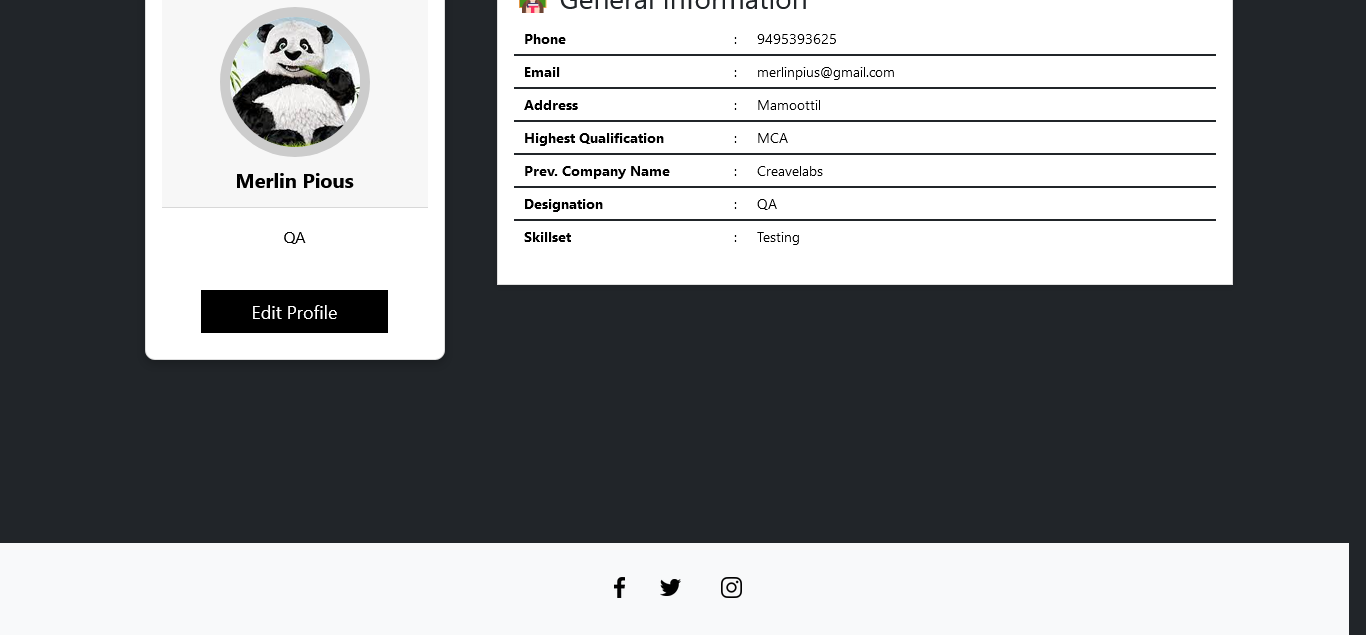 General Information
Phone : 9495393625
Email : merlinpius@gmail.com
Address : Mamoottil
Highest Qualification : MCA
Prev. Company Name : Creavelabs
Designation : QA
Skillset : Testing
Merlin Pious
QA
Edit Profile